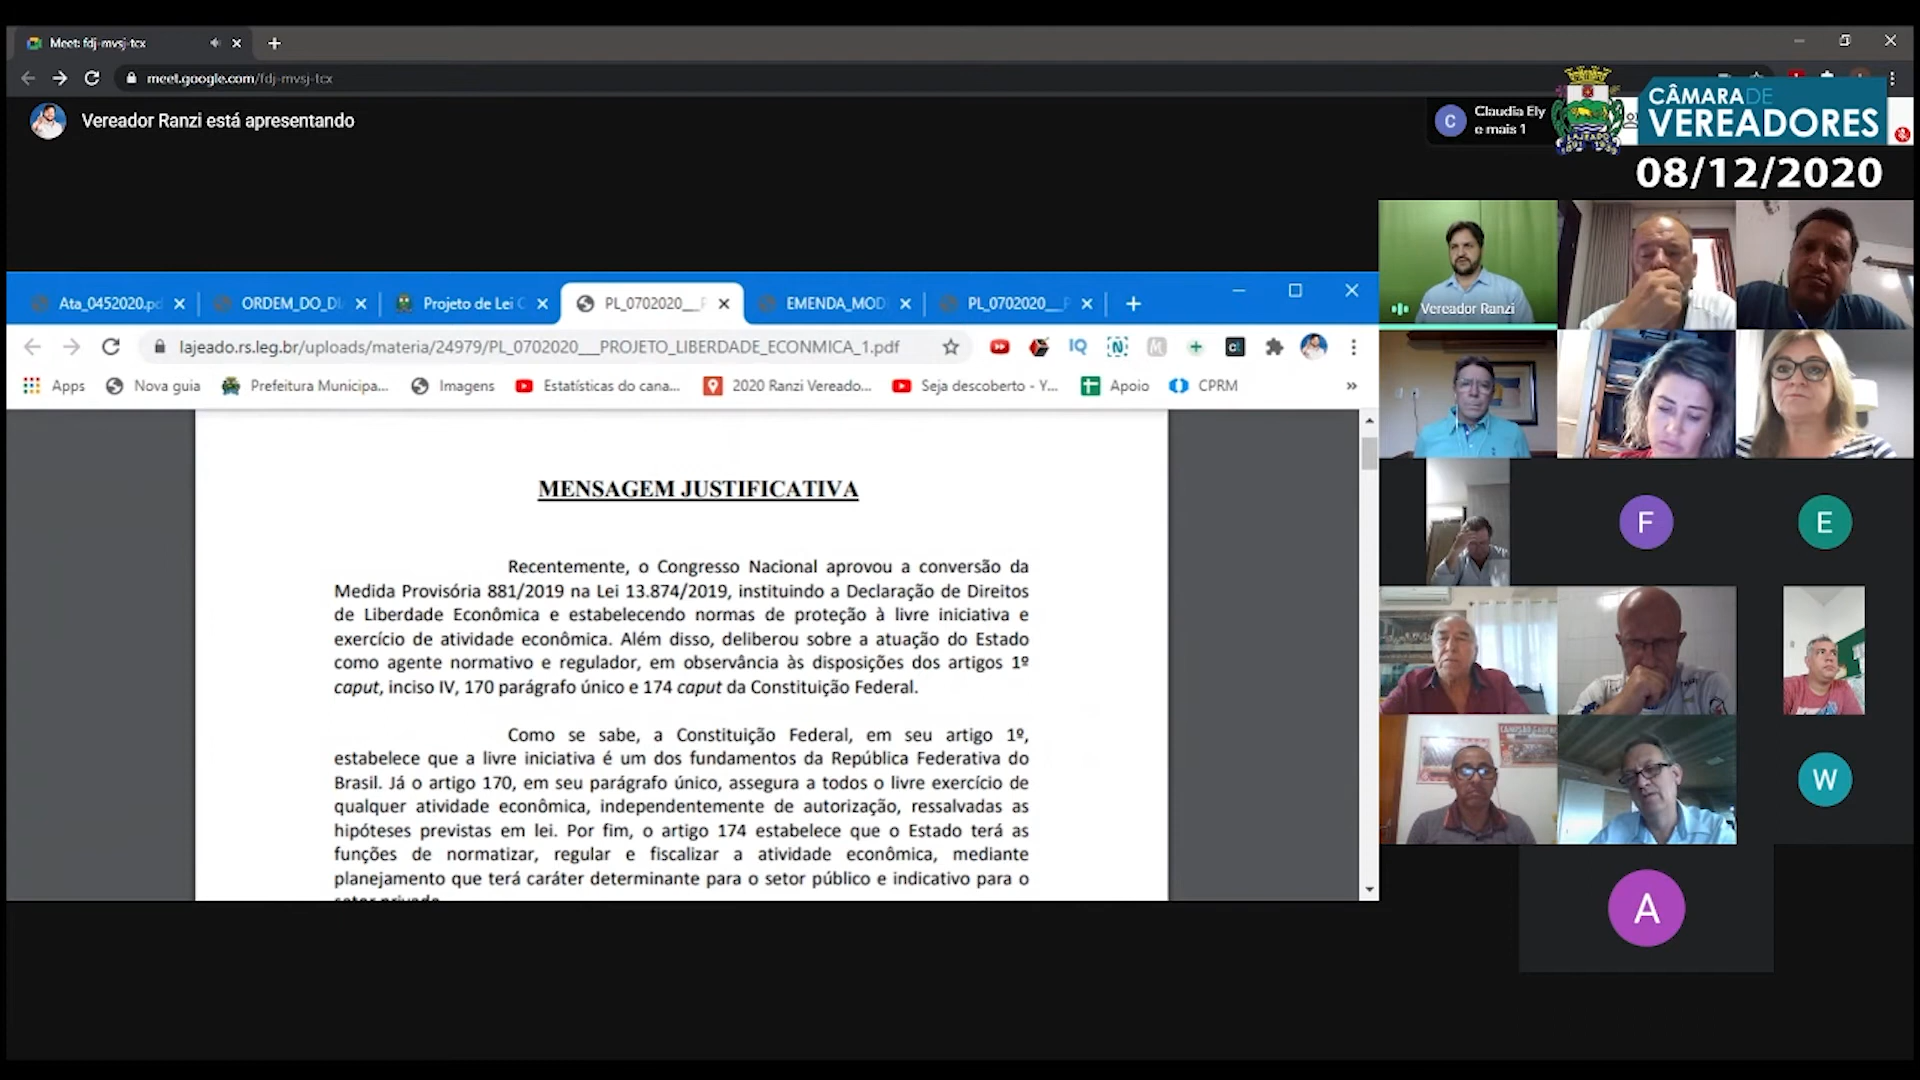 Meet: fdj-mvsj-tcx
meet.google.com/fdj-mvsj-tcx
Vereador Ranzi está apresentando
C
Claudia Ely
e mais 1
CÂMARADE
VEREADORES
LAJEADO
08/12/2020
Ata_0452020.pd
ORDEM_DO_DI
Projeto de Lei C
PL_0702020__P
EMENDA_MOD
PL_0702020__P
lajeado.rs.leg.br/uploads/materia/24979/PL_0702020___PROJETO_LIBERDADE_ECONMICA_1.pdf
IQ
Apps
Nova guia
Prefeitura Municipa...
Imagens
Estatísticas do cana...
2020 Ranzi Vereado...
Seja descoberto - Y...
Apoio
CPRM
»
Vereador Ranzi
MENSAGEM JUSTIFICATIVA
Recentemente, o Congresso Nacional aprovou a conversão da
Medida Provisória 881/2019 na Lei 13.874/2019, instituindo a Declaração de Direitos
de Liberdade Econômica e estabelecendo normas de proteção à livre iniciativa e
exercício de atividade econômica. Além disso, deliberou sobre a atuação do Estado
como agente normativo e regulador, em observância às disposições dos artigos 1º
caput, inciso IV, 170 parágrafo único e 174 caput da Constituição Federal.
Como se sabe, a Constituição Federal, em seu artigo 1º,
estabelece que a livre iniciativa é um dos fundamentos da República Federativa do
Brasil. Já o artigo 170, em seu parágrafo único, assegura a todos o livre exercício de
qualquer atividade econômica, independentemente de autorização, ressalvadas as
hipóteses previstas em lei. Por fim, o artigo 174 estabelece que o Estado terá as
funções de normatizar, regular e fiscalizar a atividade econômica, mediante
planejamento que terá caráter determinante para o setor público e indicativo para o
setor privado.
F
E
W
A